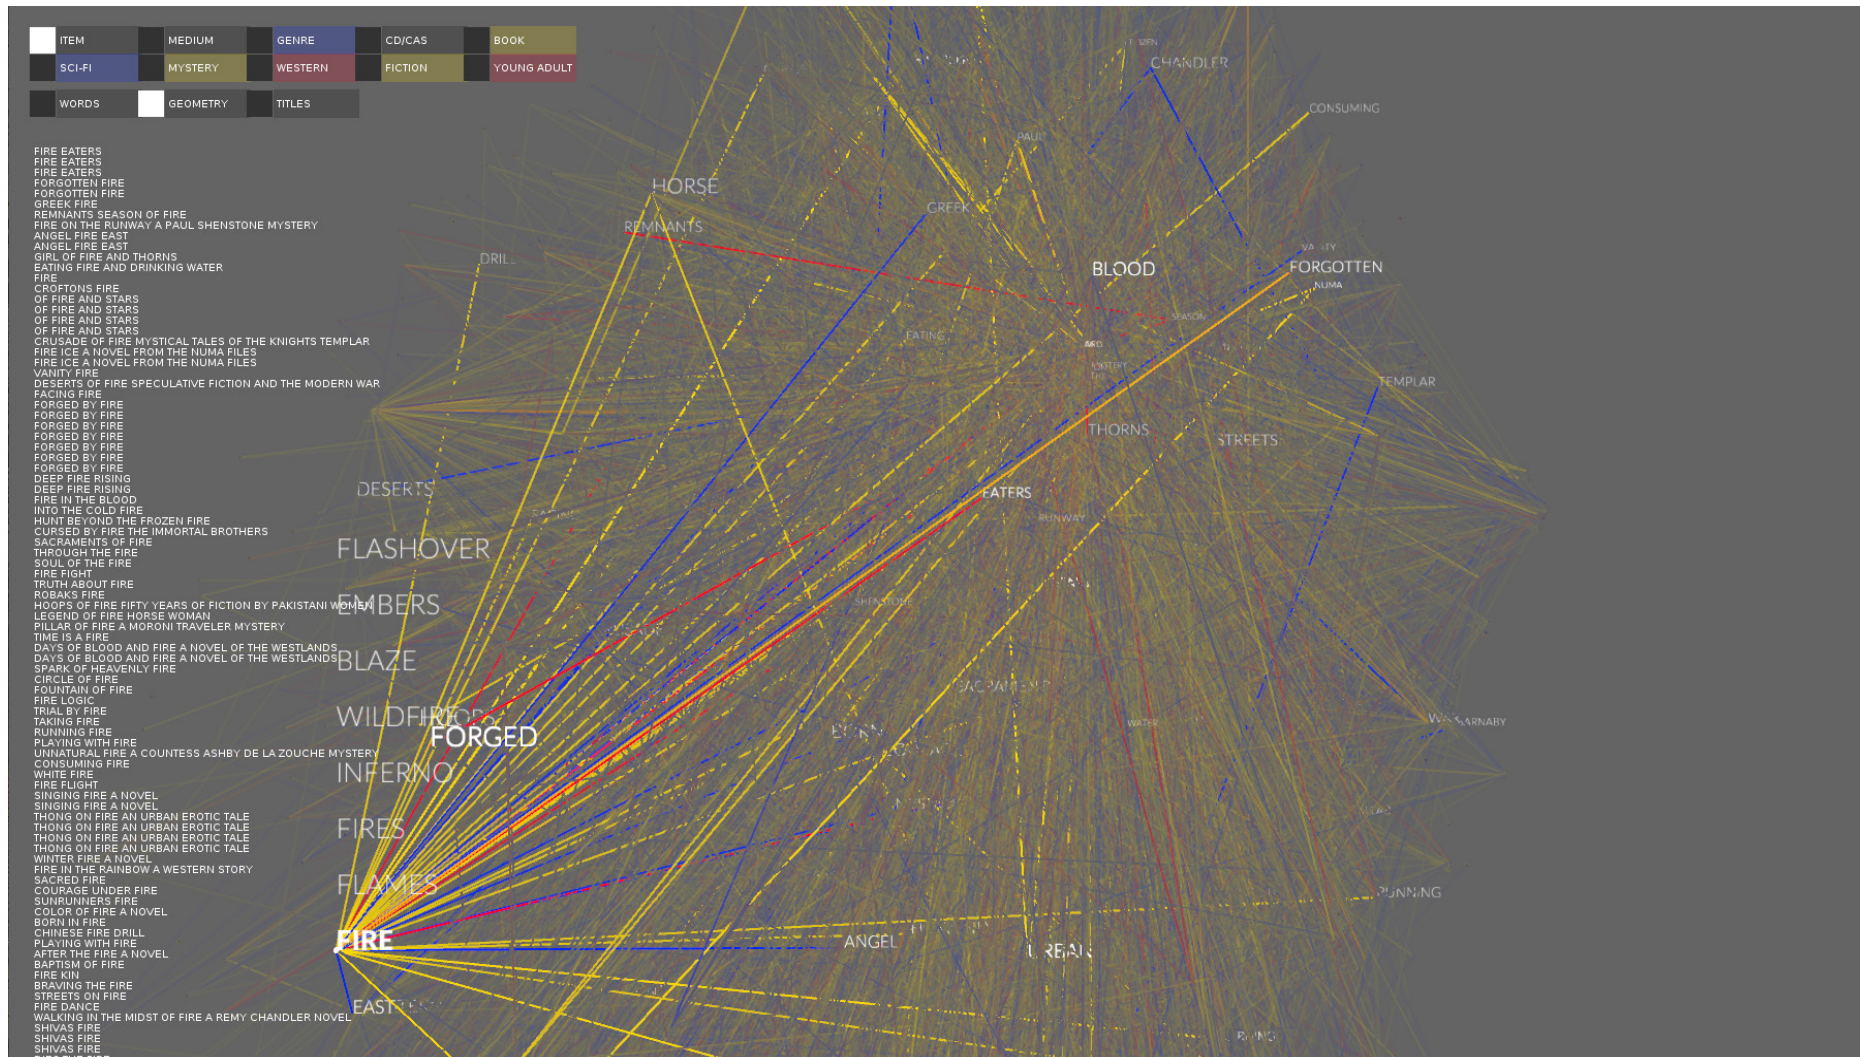 ITEM MEDIUM GENRE CD/CAS BOOK
SCI-FI MYSTERY WESTERN FICTION YOUNG ADULT
WORDS GEOMETRY TITLES
FIRE EATERS
FIRE EATERS
FIRE EATERS
FORGOTTEN FIRE
FORGOTTEN FIRE
GREEK FIRE
REMNANTS SEASON OF FIRE
FIRE ON THE RUNWAY A PAUL SHENSTONE MYSTERY
ANGEL FIRE EAST
ANGEL FIRE EAST
GIRL OF FIRE AND THORNS
EATING FIRE AND DRINKING WATER
FIRE
CROFTONS FIRE
OF FIRE AND STARS
OF FIRE AND STARS
OF FIRE AND STARS
OF FIRE AND STARS
CRUSADE OF FIRE MYSTICAL TALES OF THE KNIGHTS TEMPLAR
FIRE ICE A NOVEL FROM THE NUMA FILES
FIRE ICE A NOVEL FROM THE NUMA FILES
VANITY FIRE
DESERTS OF FIRE SPECULATIVE FICTION AND THE MODERN WAR
FACING FIRE
FORGED BY FIRE
FORGED BY FIRE
FORGED BY FIRE
FORGED BY FIRE
FORGED BY FIRE
FORGED BY FIRE
FORGED BY FIRE
DEEP FIRE RISING
DEEP FIRE RISING
FIRE IN THE BLOOD
INTO THE COLD FIRE
HUNT BEYOND THE FROZEN FIRE
CURSED BY FIRE THE IMMORTAL BROTHERS
SACRAMENTS OF FIRE
THROUGH THE FIRE
SOUL OF THE FIRE
FIRE FIGHT
TRUTH ABOUT FIRE
ROBAKS FIRE
HOOPS OF FIRE FIFTY YEARS OF FICTION BY PAKISTANI WOMEN
LEGEND OF FIRE HORSE WOMAN
PILLAR OF FIRE A MORONI TRAVELER MYSTERY
TIME IS A FIRE
DAYS OF BLOOD AND FIRE A NOVEL OF THE WESTLANDS
DAYS OF BLOOD AND FIRE A NOVEL OF THE WESTLANDS
SPARK OF HEAVENLY FIRE
CIRCLE OF FIRE
FOUNTAIN OF FIRE
FIRE LOGIC
TRIAL BY FIRE
TAKING FIRE
RUNNING FIRE
PLAYING WITH FIRE
UNNATURAL FIRE A COUNTESS ASHBY DE LA ZOUCHE MYSTERY
CONSUMING FIRE
WHITE FIRE
FIRE FLIGHT
SINGING FIRE A NOVEL
SINGING FIRE A NOVEL
THONG ON FIRE AN URBAN EROTIC TALE
THONG ON FIRE AN URBAN EROTIC TALE
THONG ON FIRE AN URBAN EROTIC TALE
THONG ON FIRE AN URBAN EROTIC TALE
WINTER FIRE A NOVEL
FIRE IN THE RAINBOW A WESTERN STORY
SACRED FIRE
COURAGE UNDER FIRE
SUNRUNNERS FIRE
COLOR OF FIRE A NOVEL
BORN IN FIRE
CHINESE FIRE DRILL
PLAYING WITH FIRE
AFTER THE FIRE A NOVEL
BAPTISM OF FIRE
FIRE KIN
BRAVING THE FIRE
STREETS ON FIRE
FIRE DANCE
WALKING IN THE MIDST OF FIRE A REMY CHANDLER NOVEL
SHIVAS FIRE
SHIVAS FIRE
SHIVAS FIRE
CHANDLER
CONSUMING
PAUL
HORSE
GREEK
REMNANTS
DRILL
VANITY
BLOOD
FORGOTTEN
NUMA
SEASON
EATING
TEMPLAR
THORNS
STREETS
DESERTS
EATERS
RUNWAY
FLASHOVER
EMBERS
SHENSTONE
BLAZE
WILDFIRE
FORGED
WATER
BARNABY
INFERNO
FIRES
FLAMES
RUNNING
FIRE
ANGEL
URBAN
EAST